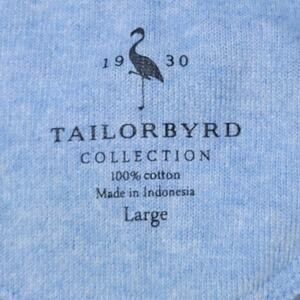 19 30
TAILORBYRD
COLLECTION
100% cotton
Made in Indonesia
Large